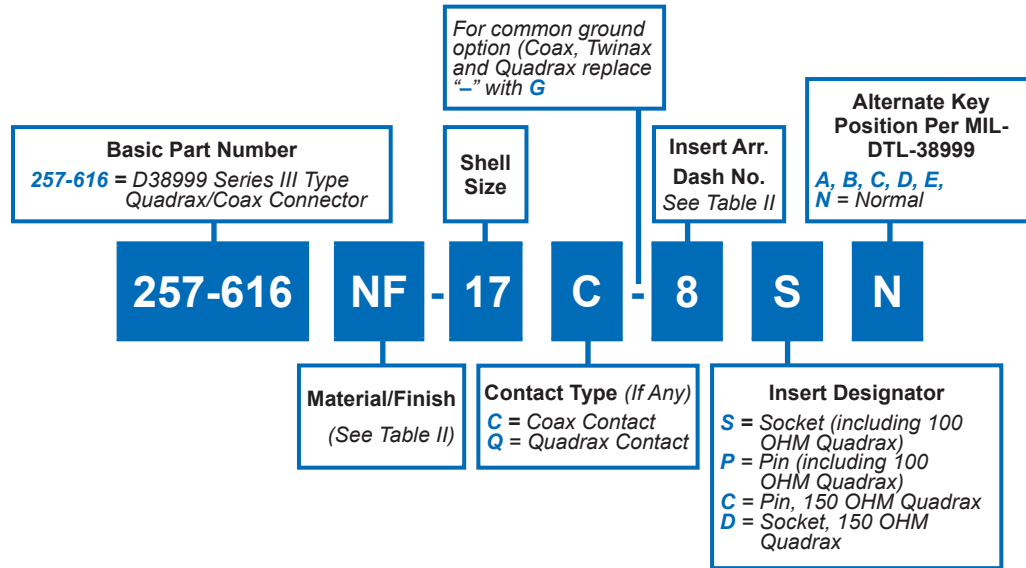 For common ground
option (Coax, Twinax
and Quadrax replace
“–” with G
Basic Part Number
257-616 = D38999 Series III Type
Quadrax/Coax Connector
Shell
Size
Insert Arr.
Dash No.
See Table II
Alternate Key
Position Per MIL-
DTL-38999
A, B, C, D, E,
N = Normal
257-616 NF - 17 C - 8 S N
Material/Finish
(See Table II)
Contact Type (If Any)
C = Coax Contact
Q = Quadrax Contact
Insert Designator
S = Socket (including 100
OHM Quadrax)
P = Pin (including 100
OHM Quadrax)
C = Pin, 150 OHM Quadrax
D = Socket, 150 OHM
Quadrax